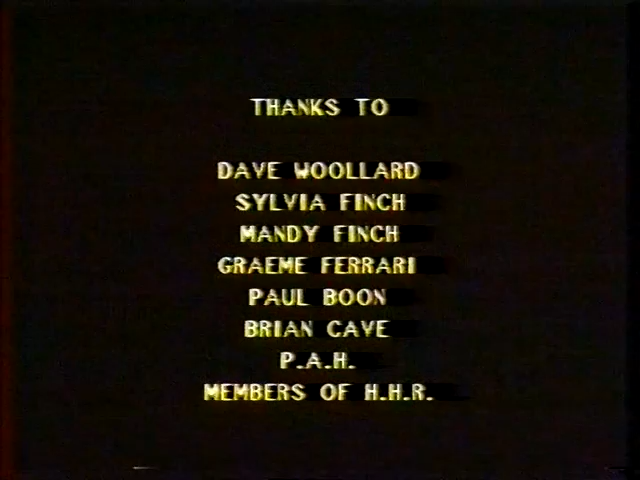 THANKS TO
DAVE WOOLLARD
SYLVIA FINCH
MANDY FINCH
GRAEME FERRARI
PAUL BOON
BRIAN CAVE
P.A.H.
MEMBERS OF H.H.R.